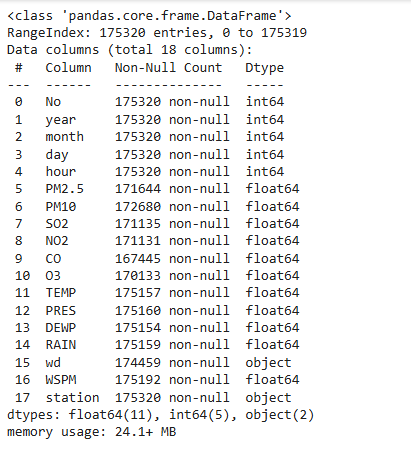 <class 'pandas.core.frame.DataFrame'>
RangeIndex: 175320 entries, 0 to 175319
Data columns (total 18 columns):
 #   Column   Non-Null Count   Dtype
---  ------   --------------   -----
 0   No       175320 non-null  int64
 1   year     175320 non-null  int64
 2   month    175320 non-null  int64
 3   day      175320 non-null  int64
 4   hour     175320 non-null  int64
 5   PM2.5    171644 non-null  float64
 6   PM10     172680 non-null  float64
 7   SO2      171135 non-null  float64
 8   NO2      171131 non-null  float64
 9   CO       167445 non-null  float64
 10  O3       170133 non-null  float64
 11  TEMP     175157 non-null  float64
 12  PRES     175160 non-null  float64
 13  DEWP     175154 non-null  float64
 14  RAIN     175159 non-null  float64
 15  wd       174459 non-null  object
 16  WSPM     175192 non-null  float64
 17  station  175320 non-null  object
dtypes: float64(11), int64(5), object(2)
memory usage: 24.1+ MB